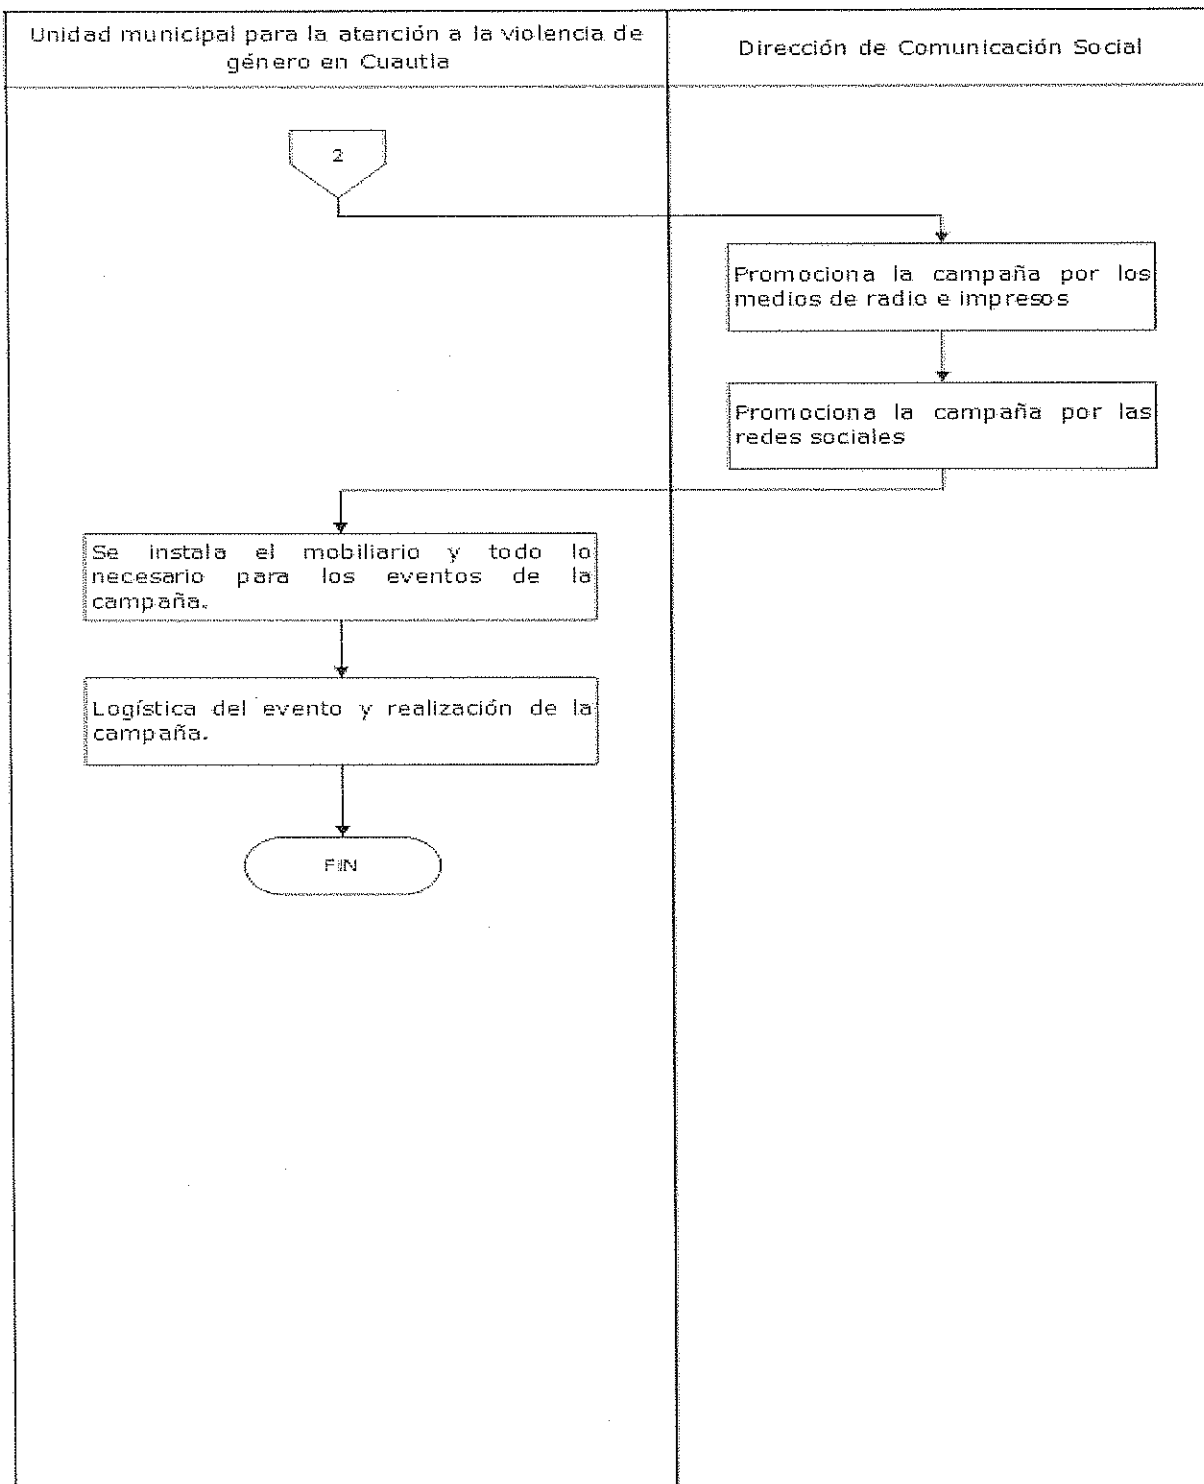 Unidad municipal para la atención a la violencia de
género en Cuautla
Dirección de Comunicación Social
2
Promociona la campaña por los
medios de radio e impresos
Promociona la campaña por las
redes sociales
Se instala el mobiliario y todo lo
necesario para los eventos de la
campaña.
Logística del evento y realización de la
campaña.
FIN